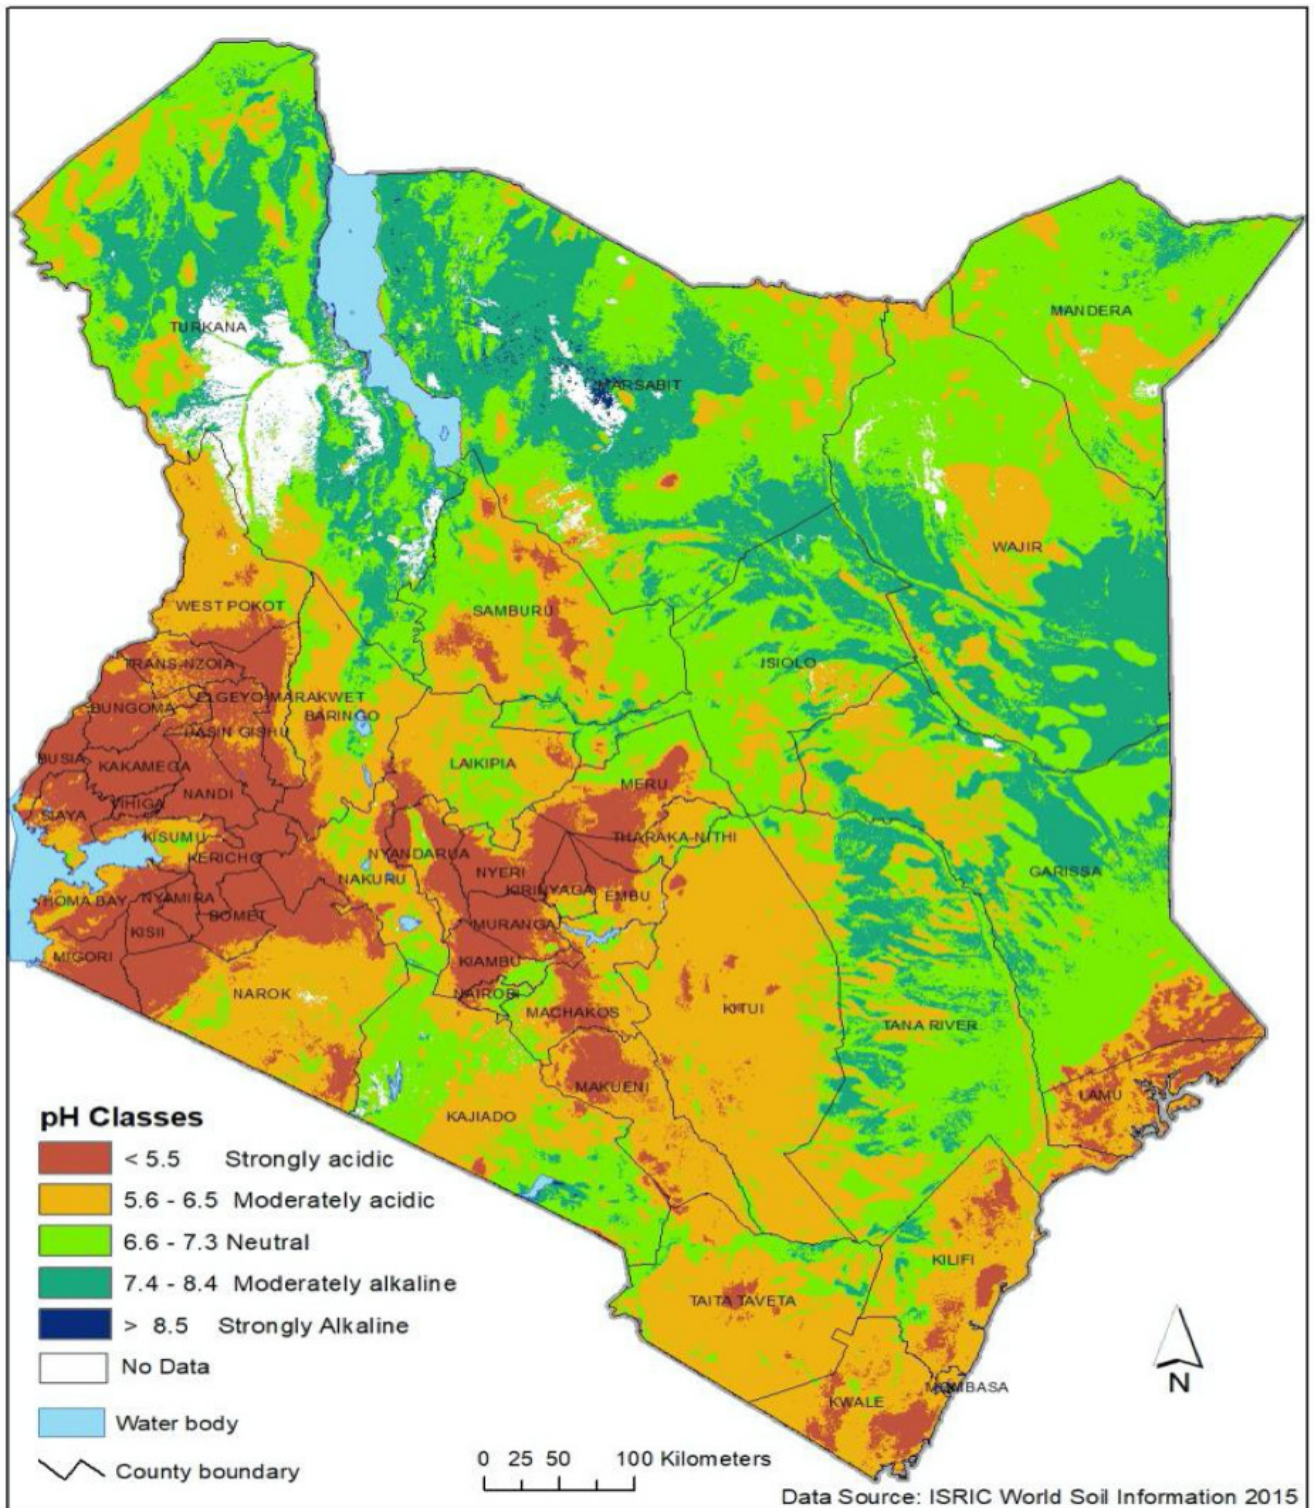 TURKANA
MANDERA
MARSABIT
WAJIR
WEST POKOT
SAMBURU
TRANS-NZOIA
ISIOLO
ELGEYO-MARAKWET
BUNGOMA
BARINGO
UASIN GISHU
BUSIA
KAKAMEGA
LAIKIPIA
MERU
NANDI
VIHIGA
SIAYA
KISUMU
THARAKA-NITHI
KERICHO
NYANDARUA
NYERI
GARISSA
NAKURU
KIRINYAGA
EMBU
HOMA BAY
NYAMIRA
BOMET
MURANGA
KISII
MIGORI
KIAMBU
NAROK
NAIROBI
MACHAKOS
KITUI
TANA RIVER
MAKUENI
LAMU
KAJIADO
pH Classes
< 5.5 Strongly acidic
5.6 - 6.5 Moderately acidic
6.6 - 7.3 Neutral
7.4 - 8.4 Moderately alkaline
> 8.5 Strongly Alkaline
No Data
Water body
County boundary
KILIFI
TAITA TAVETA
MOMBASA
KWALE
N
0 25 50 100 Kilometers
Data Source: ISRIC World Soil Information 2015